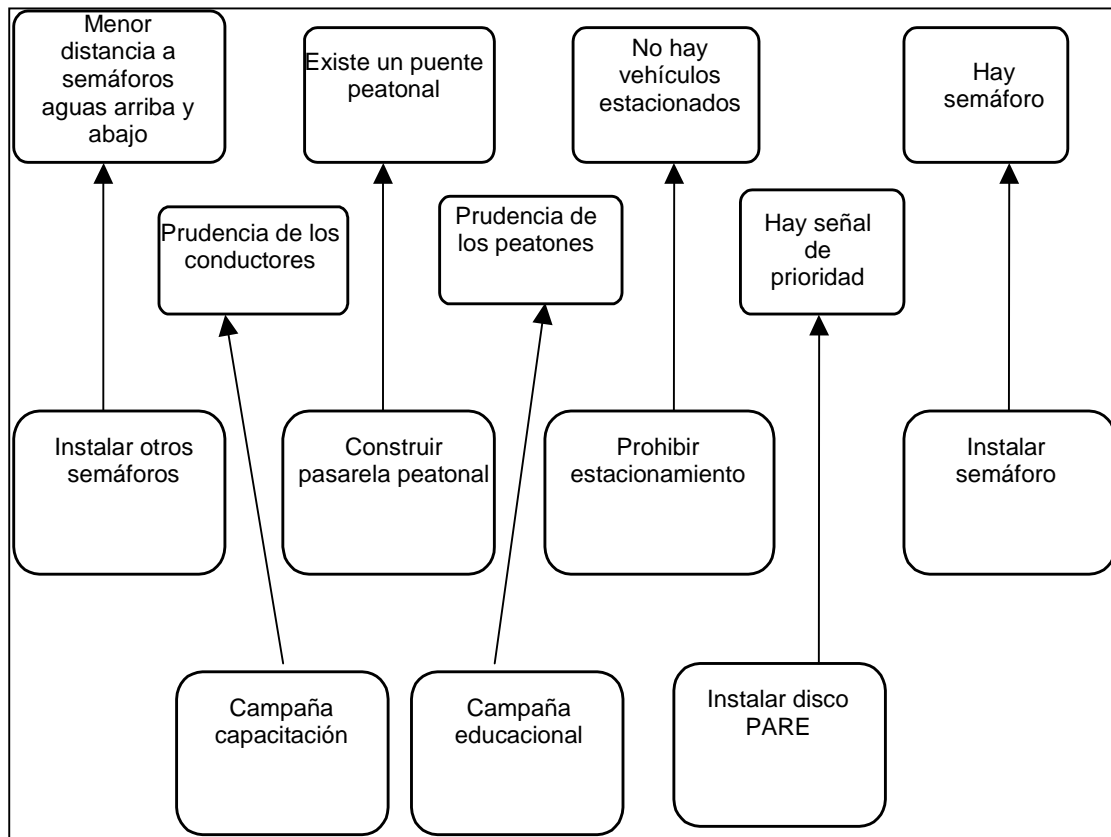 Menor
distancia a
semáforos
aguas arriba y
abajo
Existe un puente
peatonal
No hay
vehículos
estacionados
Hay
semáforo
Prudencia de los
conductores
Prudencia de
los peatones
Hay señal
de
prioridad
Instalar otros
semáforos
Construir
pasarela peatonal
Prohibir
estacionamiento
Instalar
semáforo
Campaña
capacitación
Campaña
educacional
Instalar disco
PARE